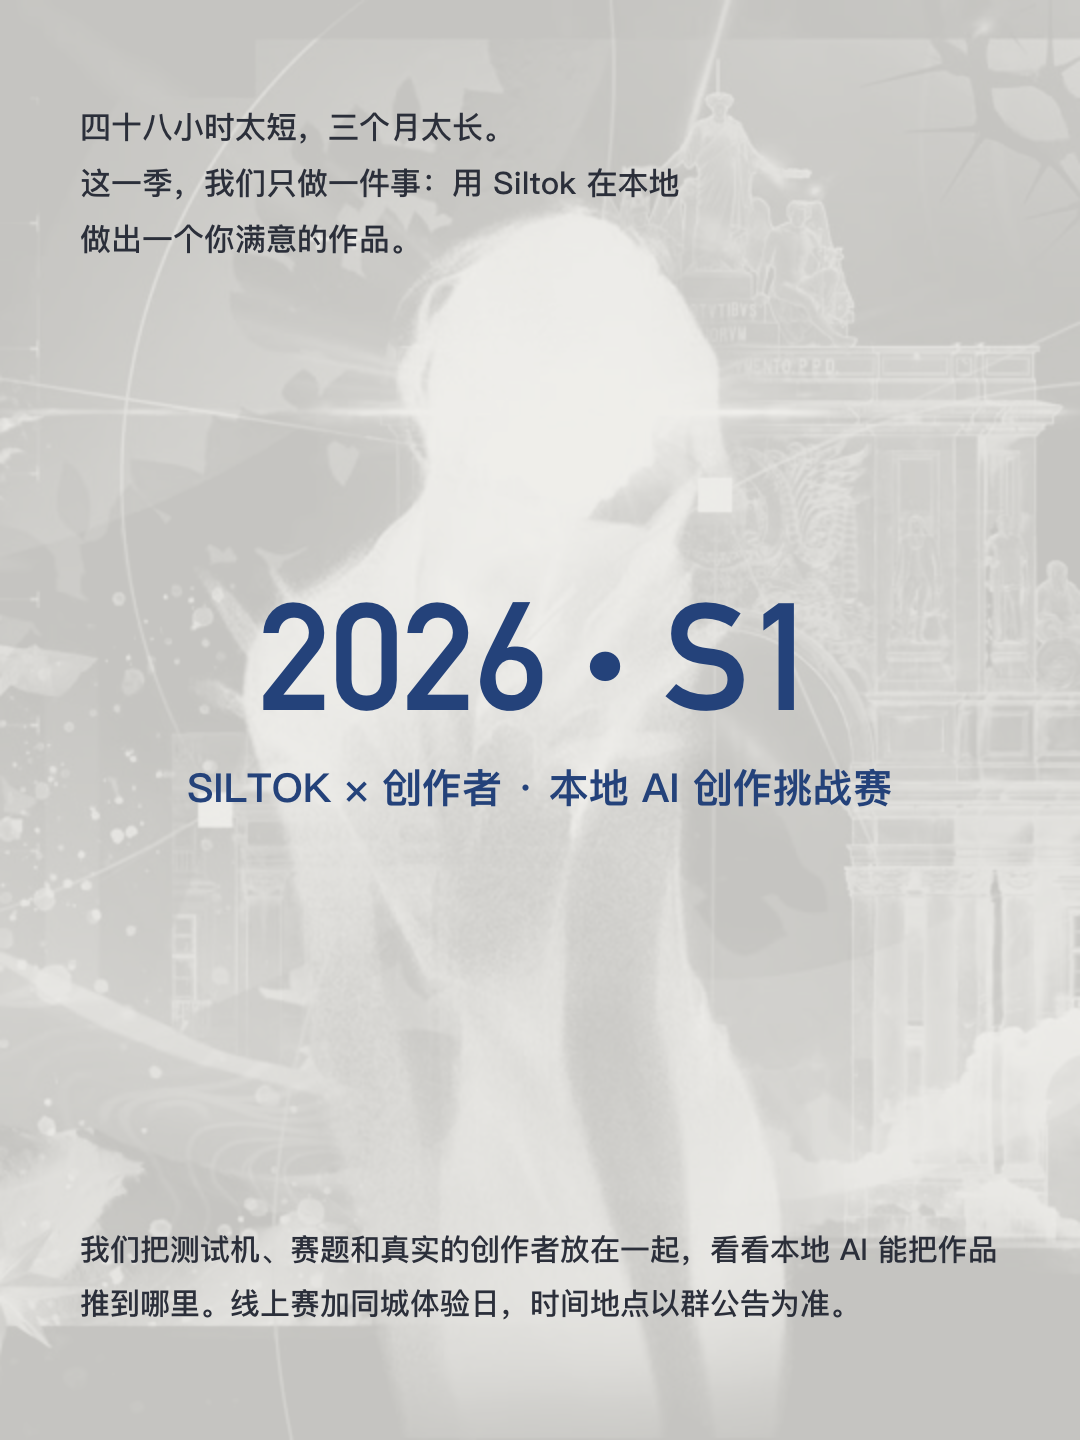 四十八小时太短，三个月太长。
这一季，我们只做一件事：用 Siltok 在本地
做出一个你满意的作品。
2026 · S1
SILTOK × 创作者 · 本地 AI 创作挑战赛
我们把测试机、赛题和真实的创作者放在一起，看看本地 AI 能把作品
推到哪里。线上赛加同城体验日，时间地点以群公告为准。